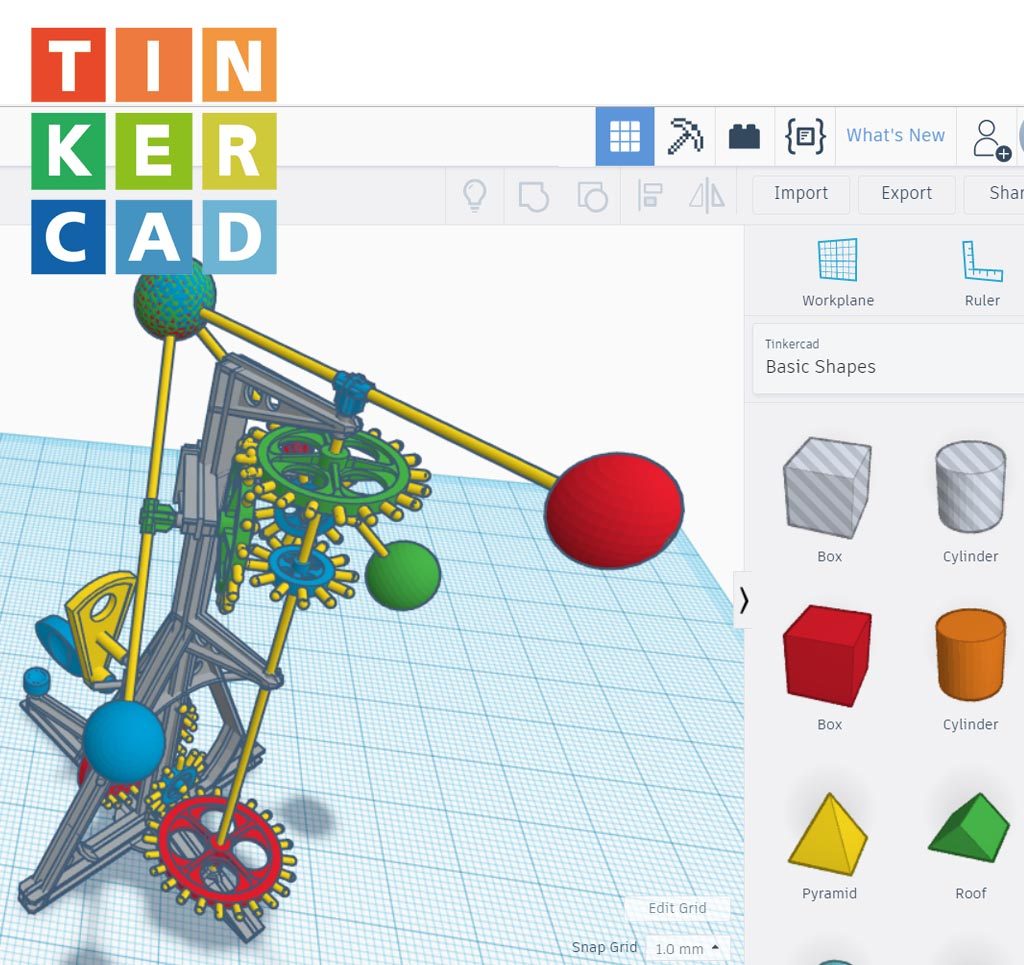 TIN
KER
CAD
What's New
Import
Export
Workplane
Ruler
Tinkercad
Basic Shapes
Box
Cylinder
Box
Cylinder
Pyramid
Roof
Edit Grid
Snap Grid 1.0 mm